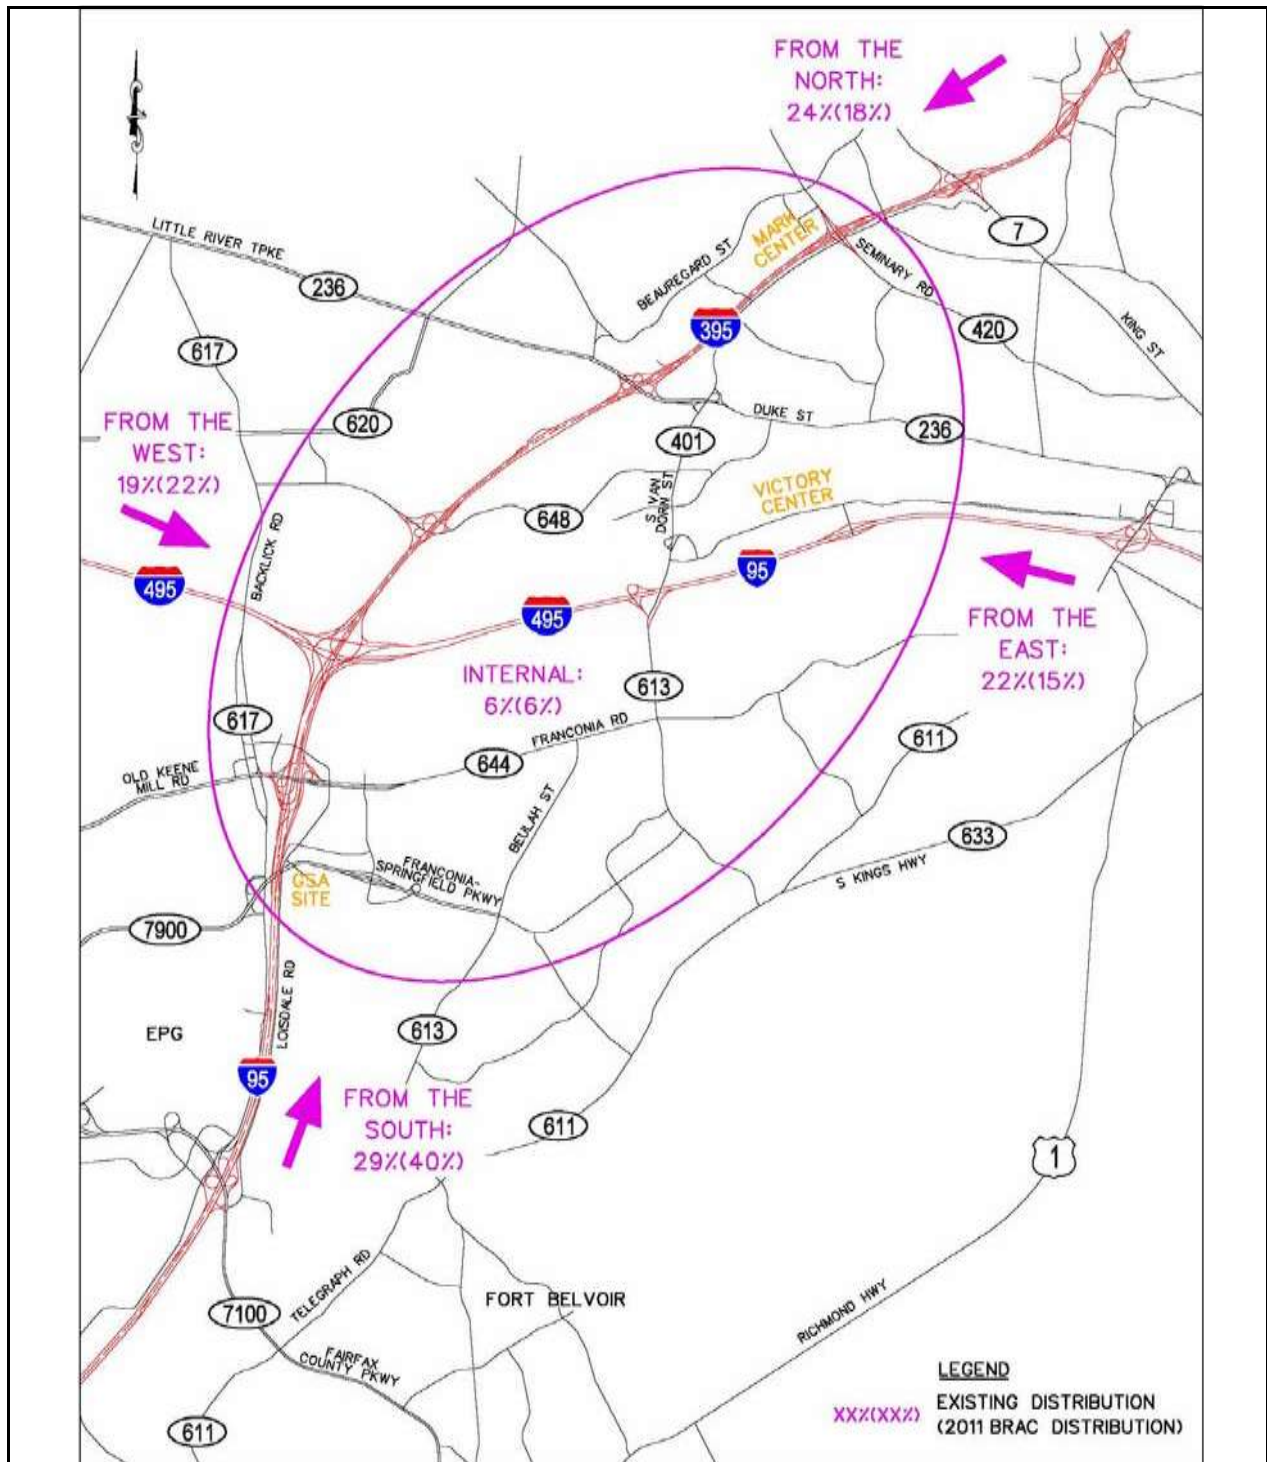 FROM THE
NORTH:
24%(18%)
LITTLE RIVER TPKE
236
MARK
CENTER
BEAUREGARD ST
SEMINARY RD
7
395
420
KING ST
617
620
FROM THE
WEST:
19%(22%)
DUKE ST
236
401
S VAN
DORN ST
VICTORY
CENTER
648
BACKLICK RD
495
495
95
FROM THE
EAST:
22%(15%)
INTERNAL:
6%(6%)
613
617
FRANCONIA RD
644
611
OLD KEENE
MILL RD
BEULAH ST
633
S KINGS HWY
FRANCONIA-
SPRINGFIELD PKWY
GSA
SITE
7900
LOISDALE RD
EPG
613
95
FROM THE
SOUTH:
29%(40%)
611
1
TELEGRAPH RD
FORT BELVOIR
7100
RICHMOND HWY
FAIRFAX
COUNTY PKWY
611
LEGEND
XX%(XX%)
EXISTING DISTRIBUTION
(2011 BRAC DISTRIBUTION)